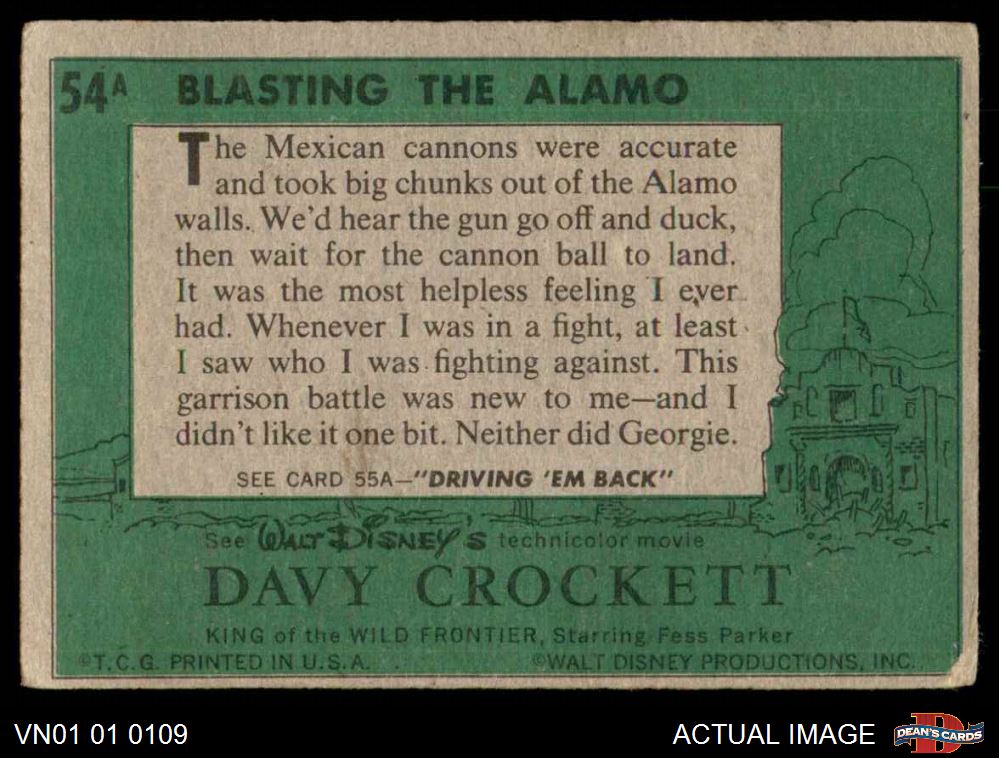 54A BLASTING THE ALAMO
The Mexican cannons were accurate
and took big chunks out of the Alamo
walls. We'd hear the gun go off and duck,
then wait for the cannon ball to land.
It was the most helpless feeling I ever
had. Whenever I was in a fight, at least
I saw who I was fighting against. This
garrison battle was new to me—and I
didn't like it one bit. Neither did Georgie.
SEE CARD 55A—"DRIVING 'EM BACK"
See WALT DISNEY'S technicolor movie
DAVY CROCKETT
KING of the WILD FRONTIER, Starring Fess Parker
©T.C.G. PRINTED IN U.S.A. ©WALT DISNEY PRODUCTIONS, INC.
VN01 01 0109
ACTUAL IMAGE
DEAN'S CARDS